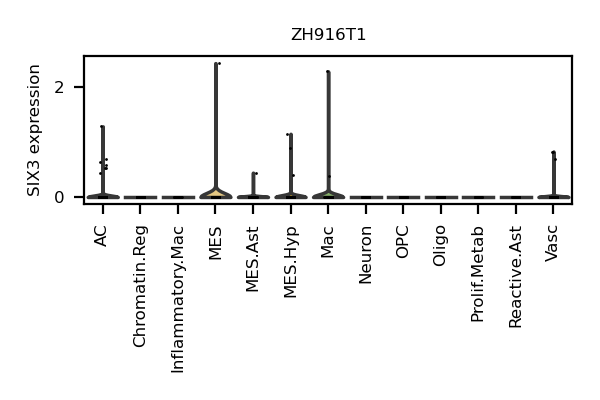 ZH916T1
SIX3 expression
2
0
AC
Chromatin.Reg
Inflammatory.Mac
MES
MES.Ast
MES.Hyp
Mac
Neuron
OPC
Oligo
Prolif.Metab
Reactive.Ast
Vasc